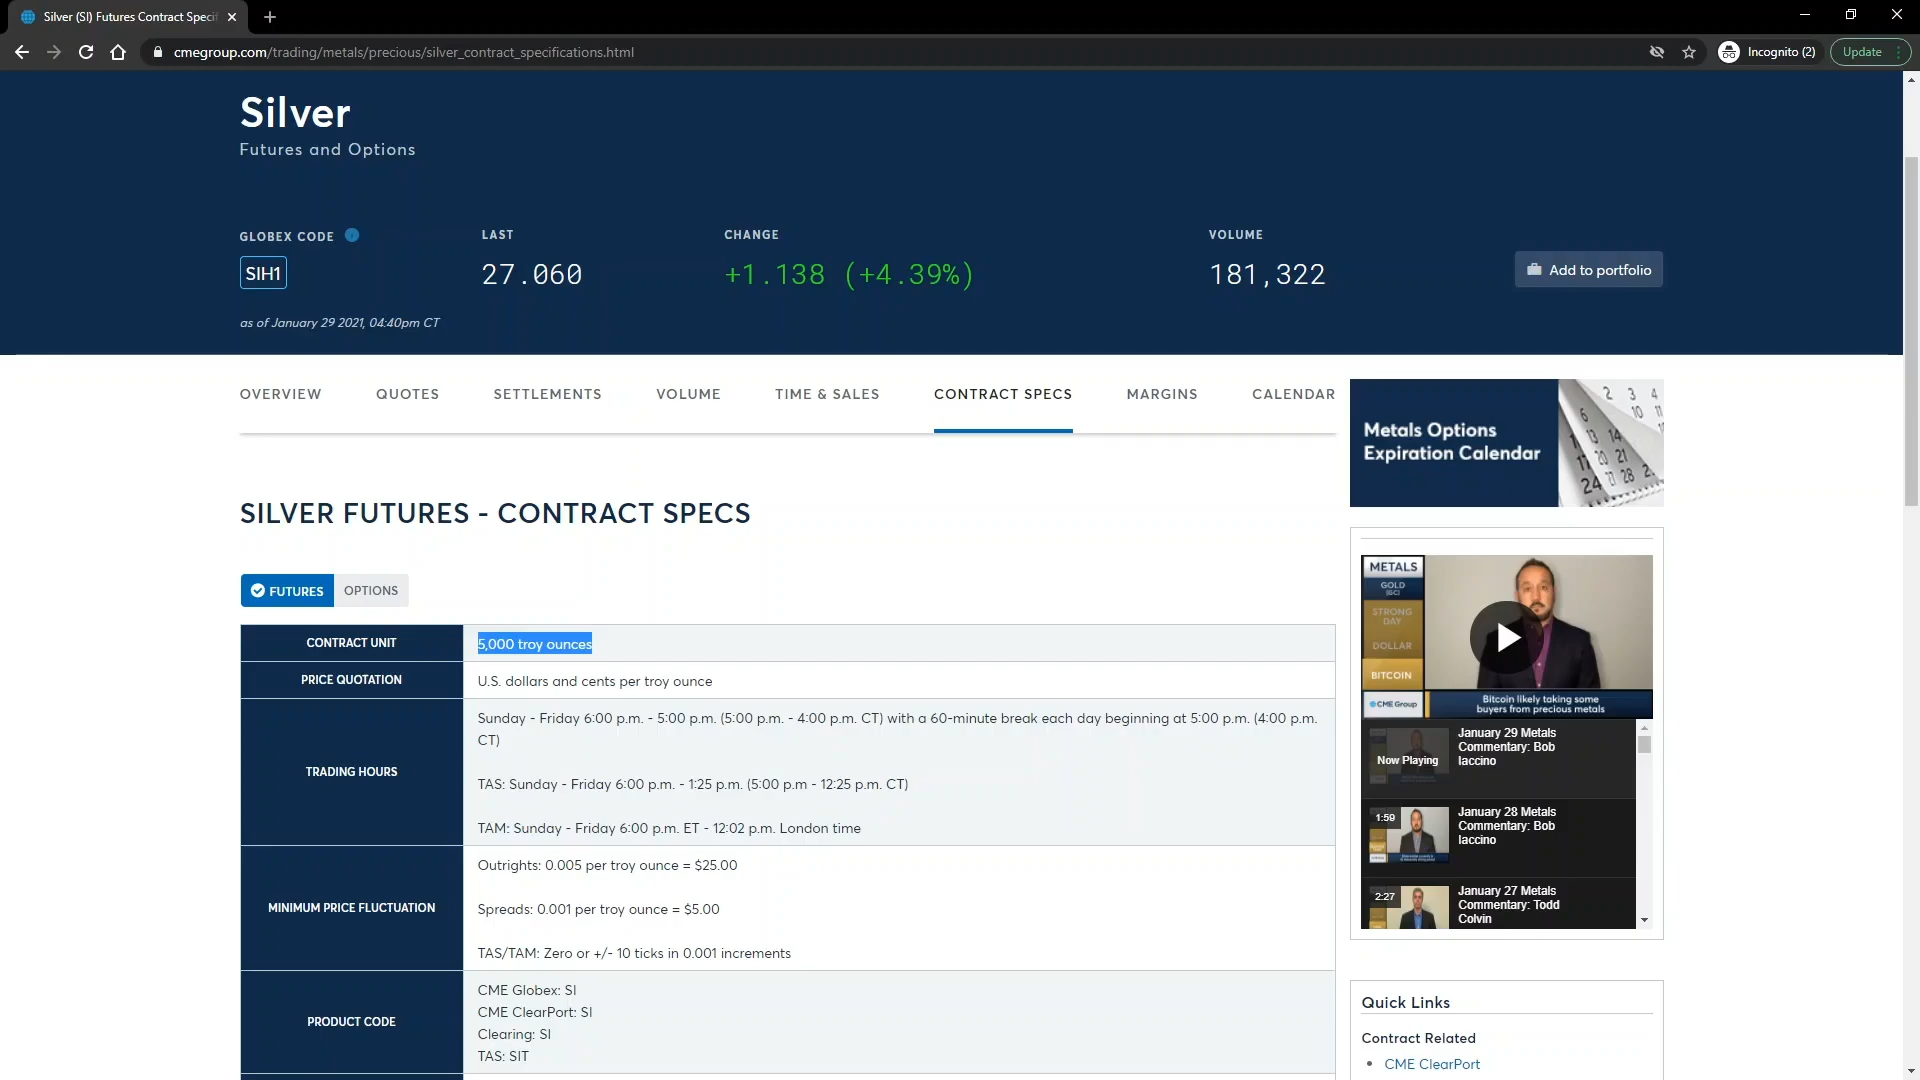 Silver (SI) Futures Contract Specif
cmegroup.com/trading/metals/precious/silver_contract_specifications.html
Incognito (2)
Update
Silver
Futures and Options
GLOBEX CODE
LAST
CHANGE
VOLUME
SIH1
27.060
+1.138 (+4.39%)
181,322
Add to portfolio
as of January 29 2021, 04:40pm CT
OVERVIEW
QUOTES
SETTLEMENTS
VOLUME
TIME & SALES
CONTRACT SPECS
MARGINS
CALENDAR
Metals Options
Expiration Calendar
SILVER FUTURES - CONTRACT SPECS
FUTURES
OPTIONS
CONTRACT UNIT
5,000 troy ounces
PRICE QUOTATION
U.S. dollars and cents per troy ounce
TRADING HOURS
Sunday - Friday 6:00 p.m. - 5:00 p.m. (5:00 p.m. - 4:00 p.m. CT) with a 60-minute break each day beginning at 5:00 p.m. (4:00 p.m.
CT)
TAS: Sunday - Friday 6:00 p.m. - 1:25 p.m. (5:00 p.m - 12:25 p.m. CT)
TAM: Sunday - Friday 6:00 p.m. ET - 12:02 p.m. London time
MINIMUM PRICE FLUCTUATION
Outrights: 0.005 per troy ounce = $25.00
Spreads: 0.001 per troy ounce = $5.00
TAS/TAM: Zero or +/- 10 ticks in 0.001 increments
PRODUCT CODE
CME Globex: SI
CME ClearPort: SI
Clearing: SI
TAS: SIT
METALS
GOLD
(GC)
STRONG
DAY
DOLLAR
BITCOIN
CME Group
Bitcoin likely taking some
buyers from precious metals
Now Playing
January 29 Metals
Commentary: Bob
Iaccino
1:59
January 28 Metals
Commentary: Bob
Iaccino
2:27
January 27 Metals
Commentary: Todd
Colvin
Quick Links
Contract Related
CME ClearPort